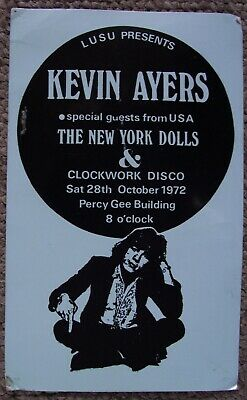 LUSU PRESENTS
KEVIN AYERS
●special guests from USA
THE NEW YORK DOLLS
&
CLOCKWORK DISCO
Sat 28th October 1972
Percy Gee Building
8 o'clock